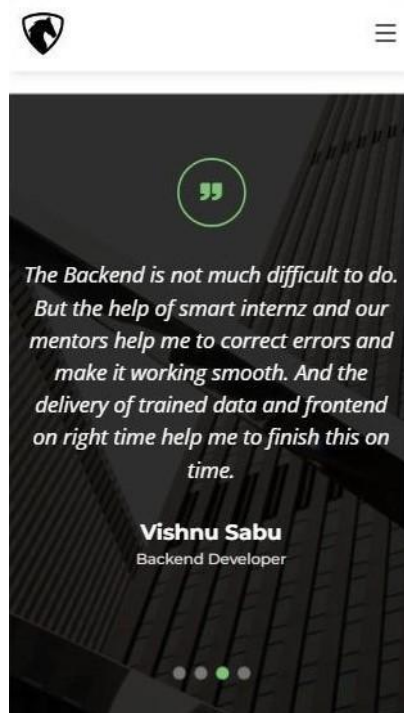 The Backend is not much difficult to do.
But the help of smart internz and our
mentors help me to correct errors and
make it working smooth. And the
delivery of trained data and frontend
on right time help me to finish this on
time.
Vishnu Sabu
Backend Developer